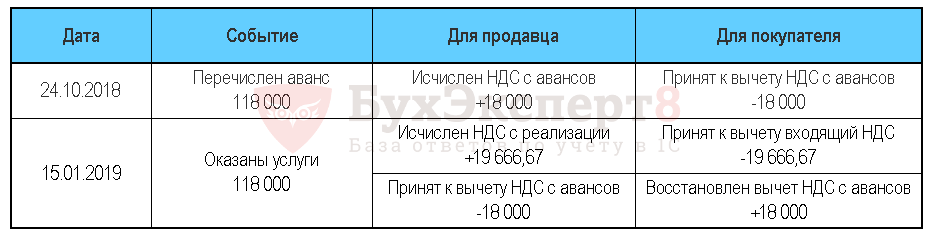 Дата Событие Для продавца Для покупателя
24.10.2018 Перечислен аванс 118 000 Исчислен НДС с авансов +18 000 Принят к вычету НДС с авансов -18 000
15.01.2019 Оказаны услуги 118 000 Исчислен НДС с реализации +19 666,67 Принят к вычету входящий НДС -19 666,67
Принят к вычету НДС с авансов -18 000 Восстановлен вычет НДС с авансов +18 000
БухЭксперт8
База ответов по учету в 1С